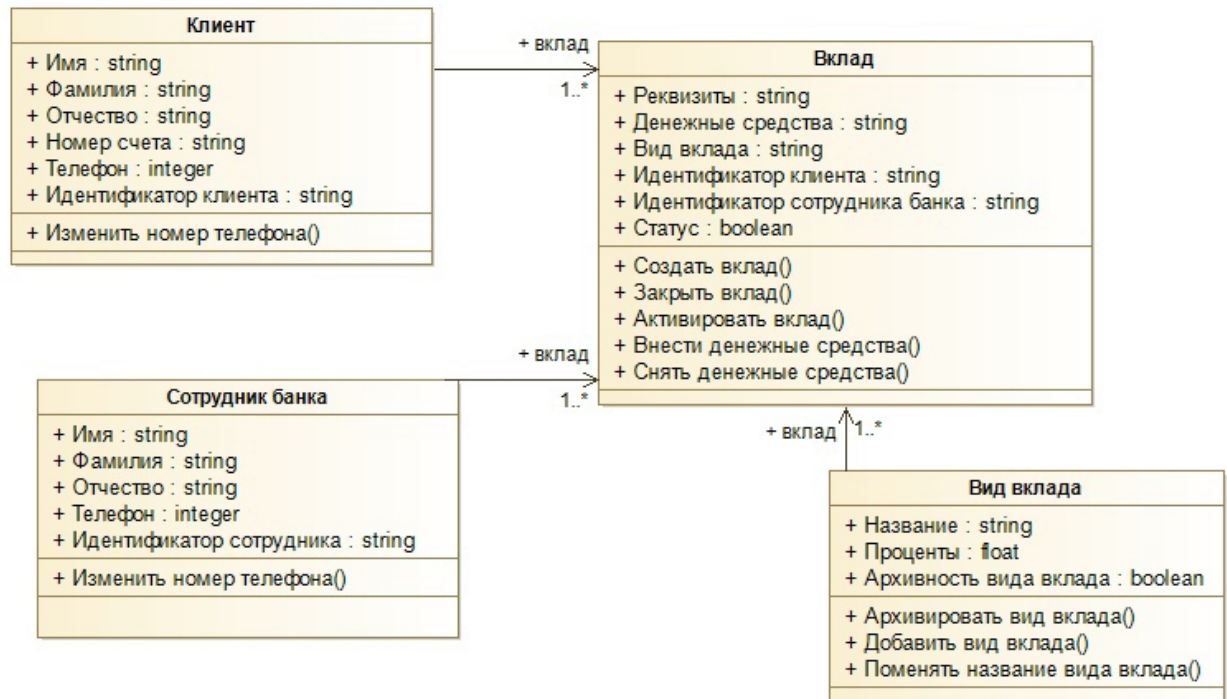 Клиент
+ Имя : string
+ Фамилия : string
+ Отчество : string
+ Номер счета : string
+ Телефон : integer
+ Идентификатор клиента : string
+ Изменить номер телефона()
+ вклад
1..*
Вклад
+ Реквизиты : string
+ Денежные средства : string
+ Вид вклада : string
+ Идентификатор клиента : string
+ Идентификатор сотрудника банка : string
+ Статус : boolean
+ Создать вклад()
+ Закрыть вклад()
+ Активировать вклад()
+ Внести денежные средства()
+ Снять денежные средства()
+ вклад
1..*
Сотрудник банка
+ Имя : string
+ Фамилия : string
+ Отчество : string
+ Телефон : integer
+ Идентификатор сотрудника : string
+ Изменить номер телефона()
+ вклад
1..*
Вид вклада
+ Название : string
+ Проценты : float
+ Архивность вида вклада : boolean
+ Архивировать вид вклада()
+ Добавить вид вклада()
+ Поменять название вида вклада()